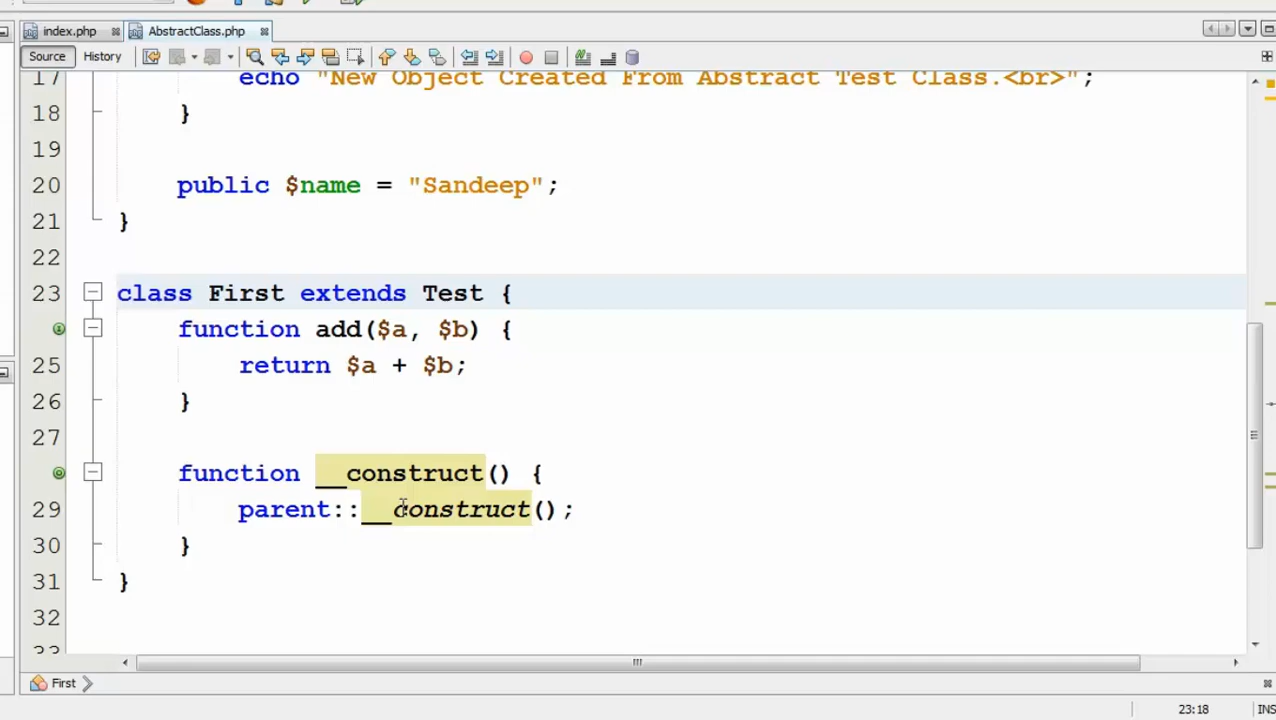 index.php AbstractClass.php
Source History
17 echo "New Object Created From Abstract Test Class.<br>";
18 }
19
20 public $name = "Sandeep";
21 }
22
23 class First extends Test {
function add($a, $b) {
25 return $a + $b;
26 }
27
function __construct() {
29 parent::__construct();
30 }
31 }
32
33
First
23:18 INS